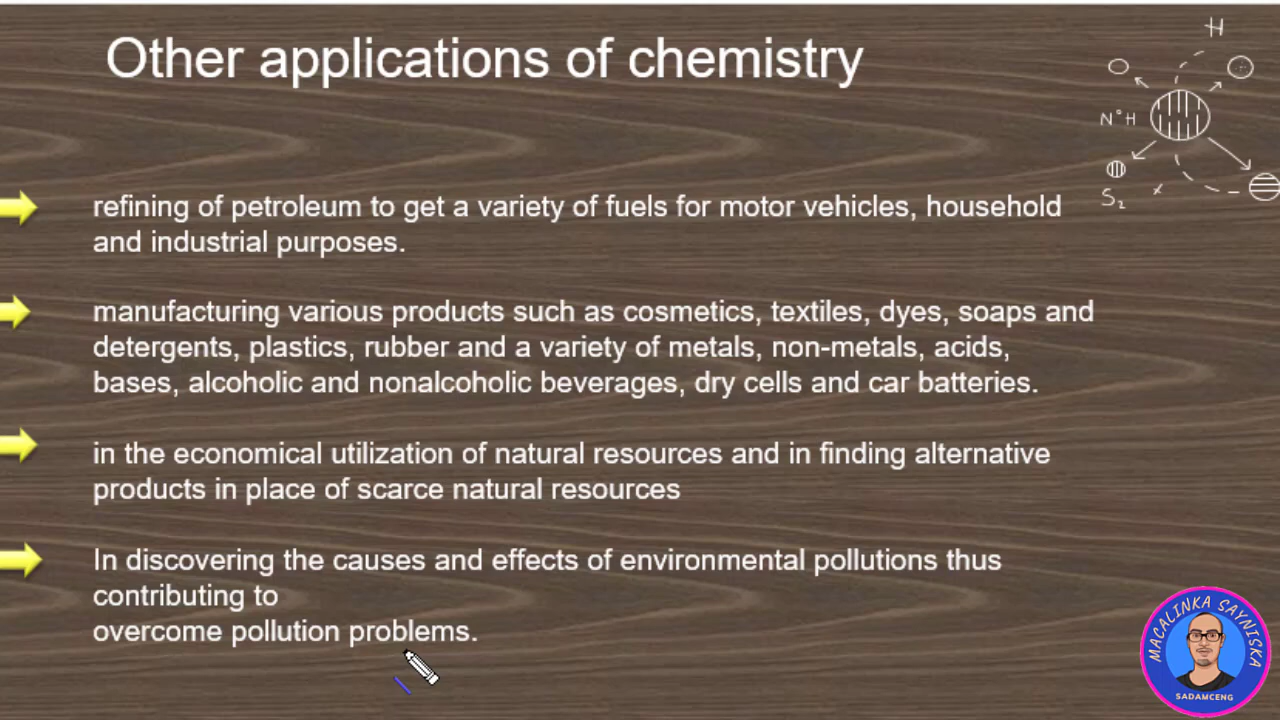 Other applications of chemistry
H
N°H
S₂
refining of petroleum to get a variety of fuels for motor vehicles, household
and industrial purposes.
manufacturing various products such as cosmetics, textiles, dyes, soaps and
detergents, plastics, rubber and a variety of metals, non-metals, acids,
bases, alcoholic and nonalcoholic beverages, dry cells and car batteries.
in the economical utilization of natural resources and in finding alternative
products in place of scarce natural resources
In discovering the causes and effects of environmental pollutions thus
contributing to
overcome pollution problems.
MACALINKA SAYNISKA
SADAMCENG